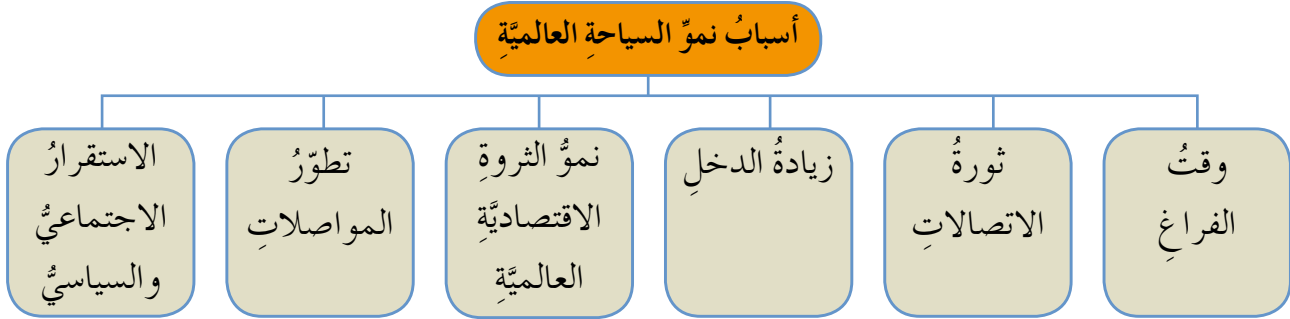 أسبابُ نموِّ السياحةِ العالميَّةِ
وقتُ
الفراغِ
ثورةُ
الاتصالاتِ
زيادةُ الدخلِ
نموُّ الثروةِ
الاقتصاديَّةِ
العالميَّةِ
تطوّرُ
المواصلاتِ
الاستقرارُ
الاجتماعيُّ
والسياسيُّ